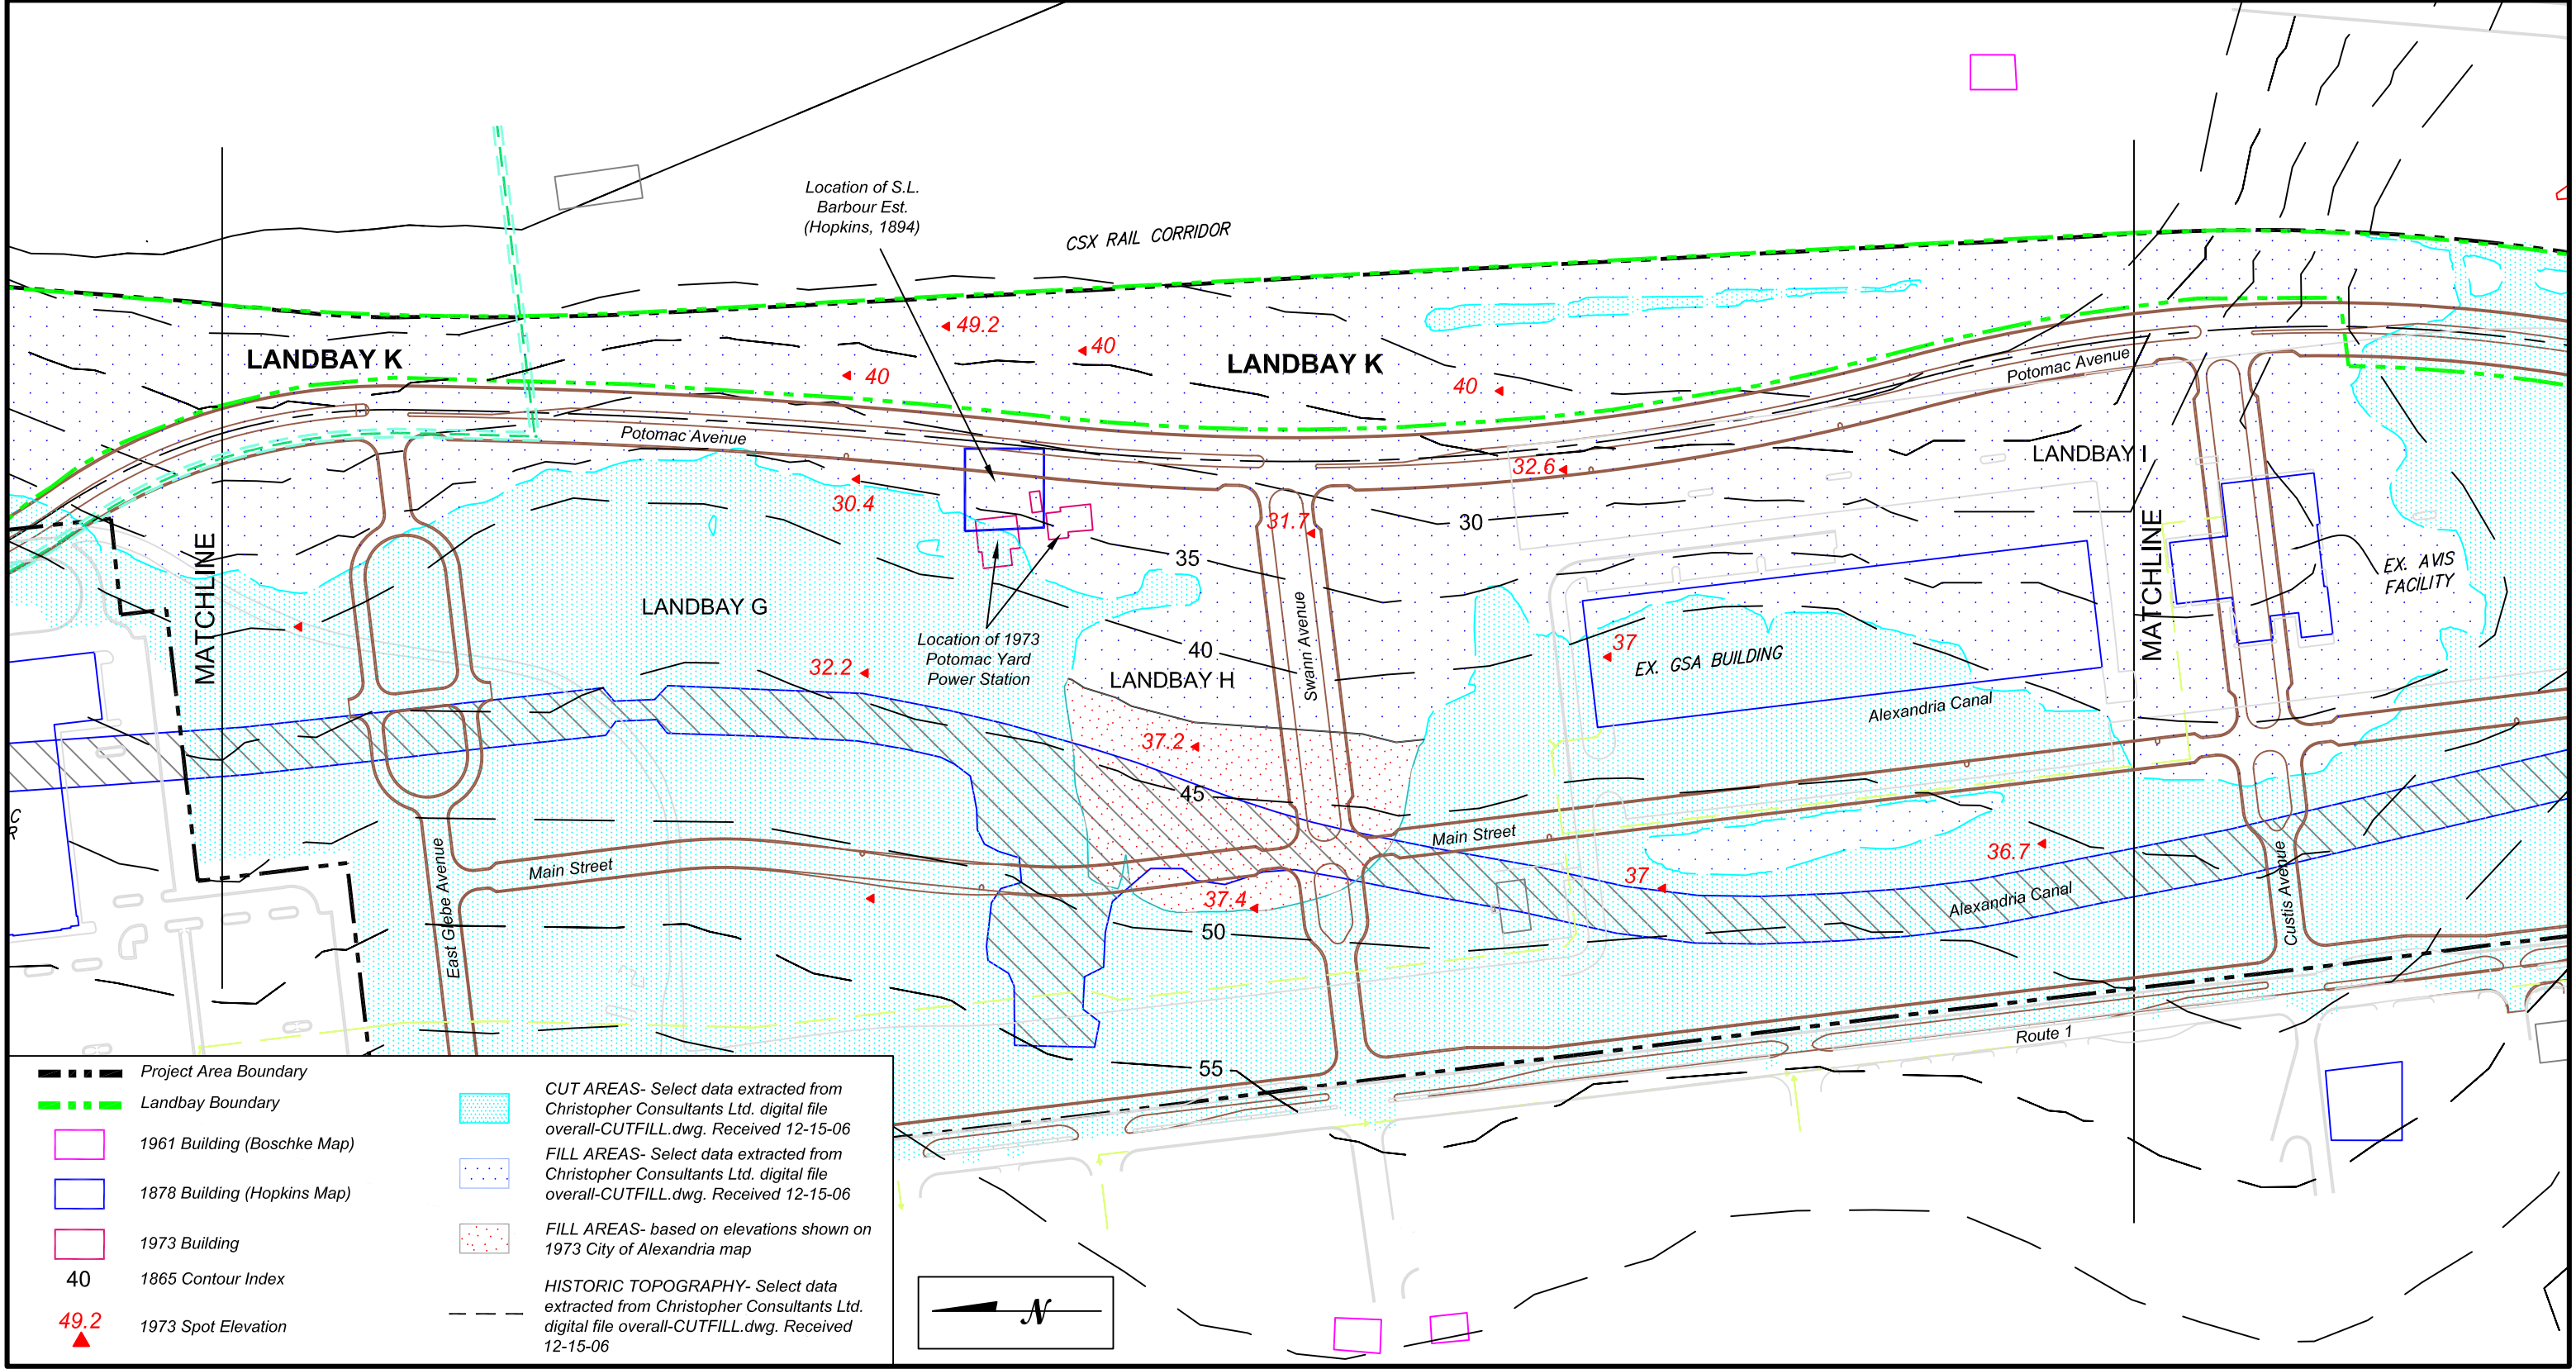 Location of S.L.
Barbour Est.
(Hopkins, 1894)
CSX RAIL CORRIDOR
49.2
40
40
40
LANDBAY K
LANDBAY K
Potomac Avenue
Potomac Avenue
LANDBAY I
32.6
30.4
31.7
30
35
MATCHLINE
MATCHLINE
EX. AVIS
FACILITY
LANDBAY G
Location of 1973
Potomac Yard
Power Station
40
LANDBAY H
Swann Avenue
37
EX. GSA BUILDING
32.2
Alexandria Canal
37.2
45
C
R
Main Street
Main Street
36.7
37
37.4
Alexandria Canal
East Glebe Avenue
Custis Avenue
50
55
Route 1
Project Area Boundary
Landbay Boundary
1961 Building (Boschke Map)
1878 Building (Hopkins Map)
1973 Building
40
1865 Contour Index
49.2
1973 Spot Elevation
CUT AREAS- Select data extracted from
Christopher Consultants Ltd. digital file
overall-CUTFILL.dwg. Received 12-15-06
FILL AREAS- Select data extracted from
Christopher Consultants Ltd. digital file
overall-CUTFILL.dwg. Received 12-15-06
FILL AREAS- based on elevations shown on
1973 City of Alexandria map
HISTORIC TOPOGRAPHY- Select data
extracted from Christopher Consultants Ltd.
digital file overall-CUTFILL.dwg. Received
12-15-06
N